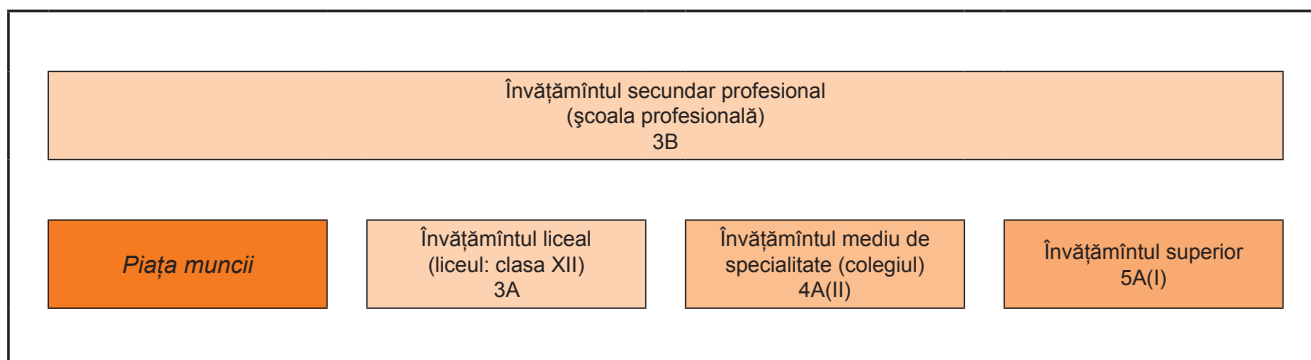 Învățămîntul secundar profesional
(şcoala profesională)
3B
Piața muncii
Învățămîntul liceal
(liceul: clasa XII)
3A
Învățămîntul mediu de
specialitate (colegiul)
4A(II)
Învățămîntul superior
5A(I)